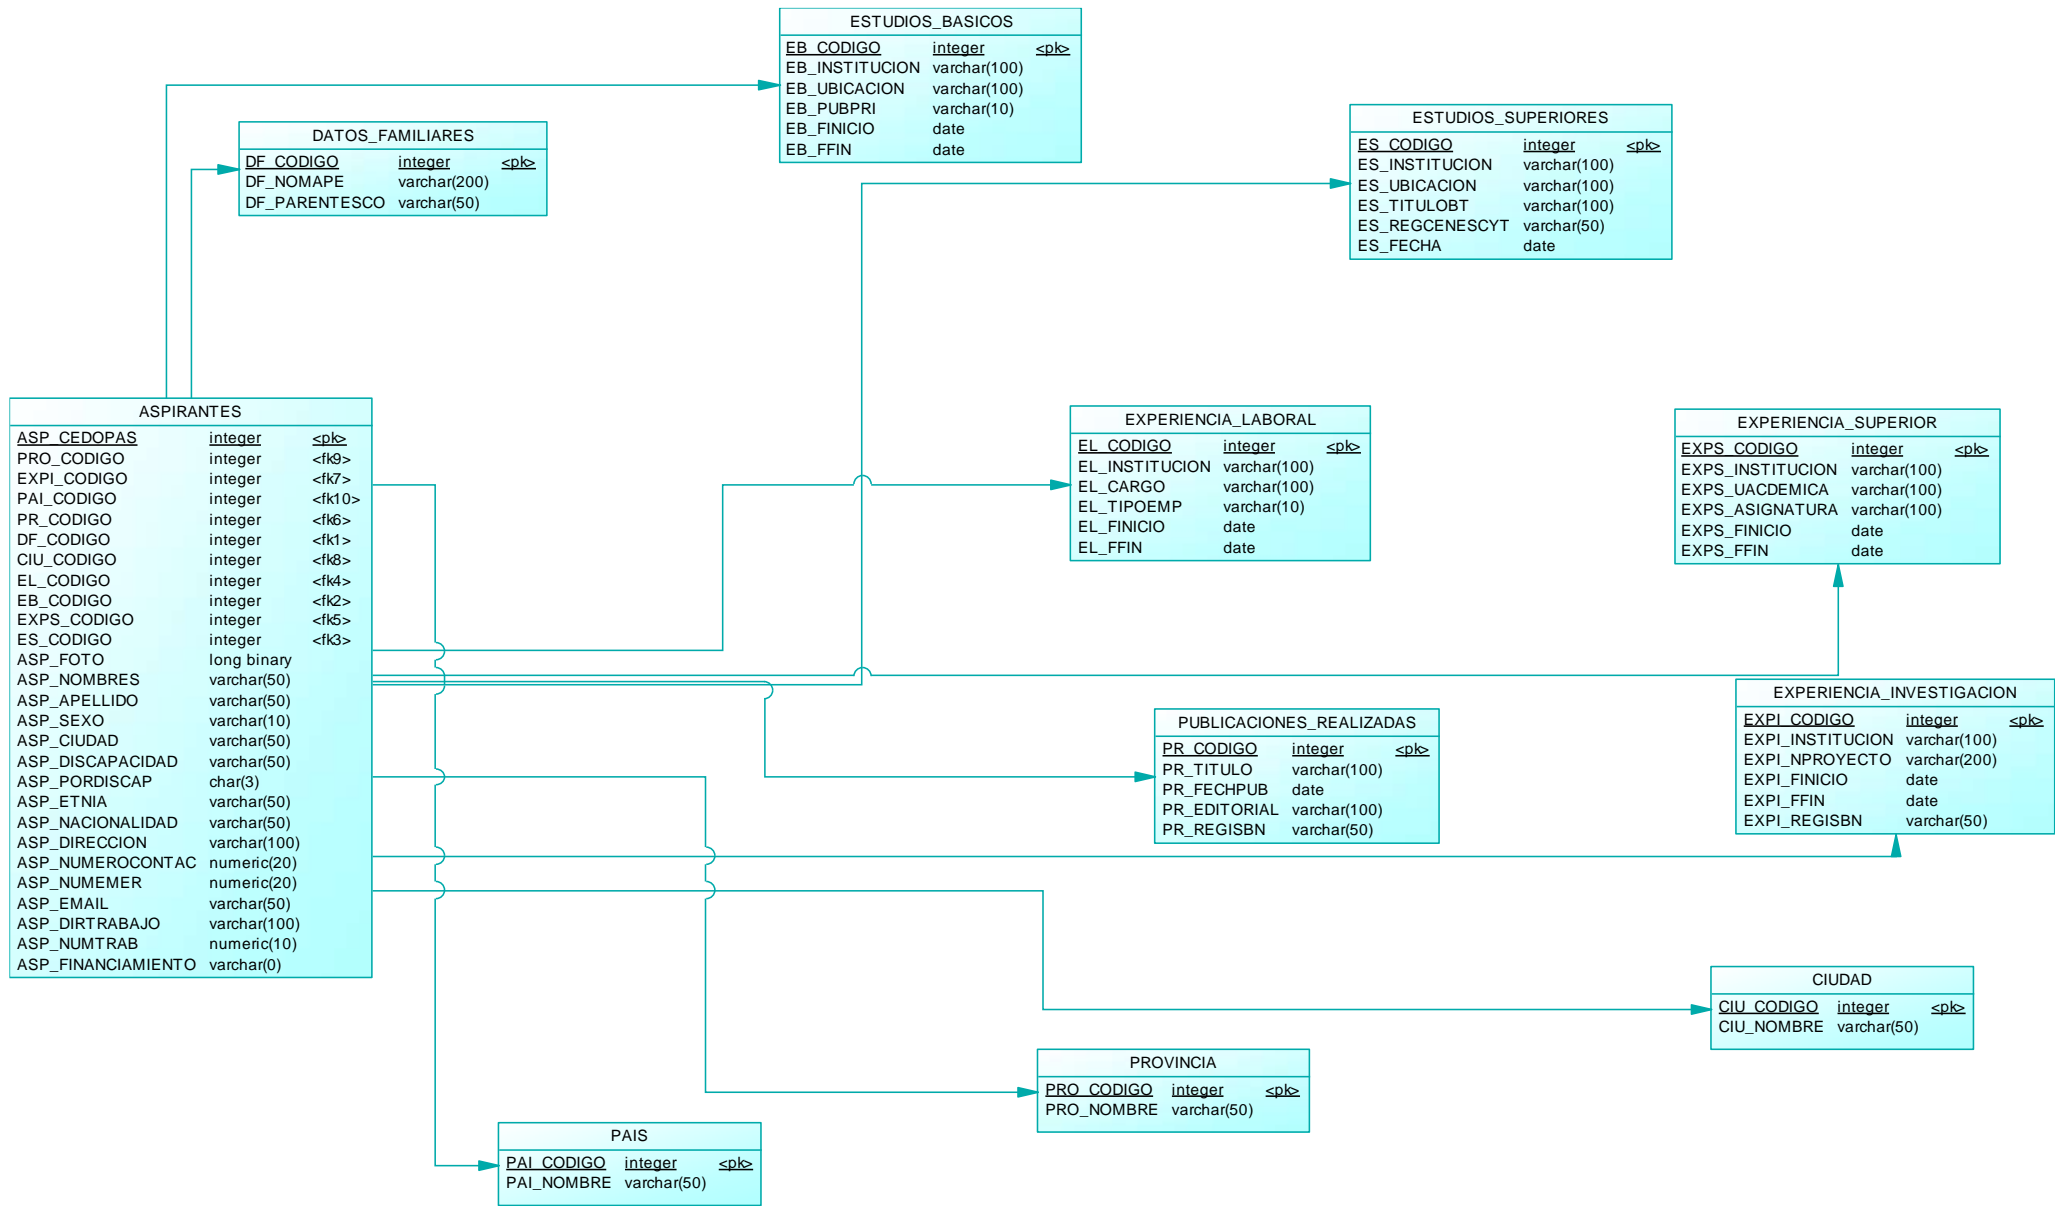 ESTUDIOS_BASICOS
EB_CODIGO integer <pk>
EB_INSTITUCION varchar(100)
EB_UBICACION varchar(100)
EB_PUBPRI varchar(10)
EB_FINICIO date
EB_FFIN date
DATOS_FAMILIARES
DF_CODIGO integer <pk>
DF_NOMAPE varchar(200)
DF_PARENTESCO varchar(50)
ESTUDIOS_SUPERIORES
ES_CODIGO integer <pk>
ES_INSTITUCION varchar(100)
ES_UBICACION varchar(100)
ES_TITULOBT varchar(100)
ES_REGCENESCYT varchar(50)
ES_FECHA date
ASPIRANTES
ASP_CEDOPAS integer <pk>
PRO_CODIGO integer <fk9>
EXPI_CODIGO integer <fk7>
PAI_CODIGO integer <fk10>
PR_CODIGO integer <fk6>
DF_CODIGO integer <fk1>
CIU_CODIGO integer <fk8>
EL_CODIGO integer <fk4>
EB_CODIGO integer <fk2>
EXPS_CODIGO integer <fk5>
ES_CODIGO integer <fk3>
ASP_FOTO long binary
ASP_NOMBRES varchar(50)
ASP_APELLIDO varchar(50)
ASP_SEXO varchar(10)
ASP_CIUDAD varchar(50)
ASP_DISCAPACIDAD varchar(50)
ASP_PORDISCAP char(3)
ASP_ETNIA varchar(50)
ASP_NACIONALIDAD varchar(50)
ASP_DIRECCION varchar(100)
ASP_NUMEROCONTAC numeric(20)
ASP_NUMEMER numeric(20)
ASP_EMAIL varchar(50)
ASP_DIRTRABAJO varchar(100)
ASP_NUMTRAB numeric(10)
ASP_FINANCIAMIENTO varchar(0)
EXPERIENCIA_LABORAL
EL_CODIGO integer <pk>
EL_INSTITUCION varchar(100)
EL_CARGO varchar(100)
EL_TIPOEMP varchar(10)
EL_FINICIO date
EL_FFIN date
EXPERIENCIA_SUPERIOR
EXPS_CODIGO integer <pk>
EXPS_INSTITUCION varchar(100)
EXPS_UACDEMICA varchar(100)
EXPS_ASIGNATURA varchar(100)
EXPS_FINICIO date
EXPS_FFIN date
EXPERIENCIA_INVESTIGACION
EXPI_CODIGO integer <pk>
EXPI_INSTITUCION varchar(100)
EXPI_NPROYECTO varchar(200)
EXPI_FINICIO date
EXPI_FFIN date
EXPI_REGISBN varchar(50)
PUBLICACIONES_REALIZADAS
PR_CODIGO integer <pk>
PR_TITULO varchar(100)
PR_FECHPUB date
PR_EDITORIAL varchar(100)
PR_REGISBN varchar(50)
CIUDAD
CIU_CODIGO integer <pk>
CIU_NOMBRE varchar(50)
PROVINCIA
PRO_CODIGO integer <pk>
PRO_NOMBRE varchar(50)
PAIS
PAI_CODIGO integer <pk>
PAI_NOMBRE varchar(50)